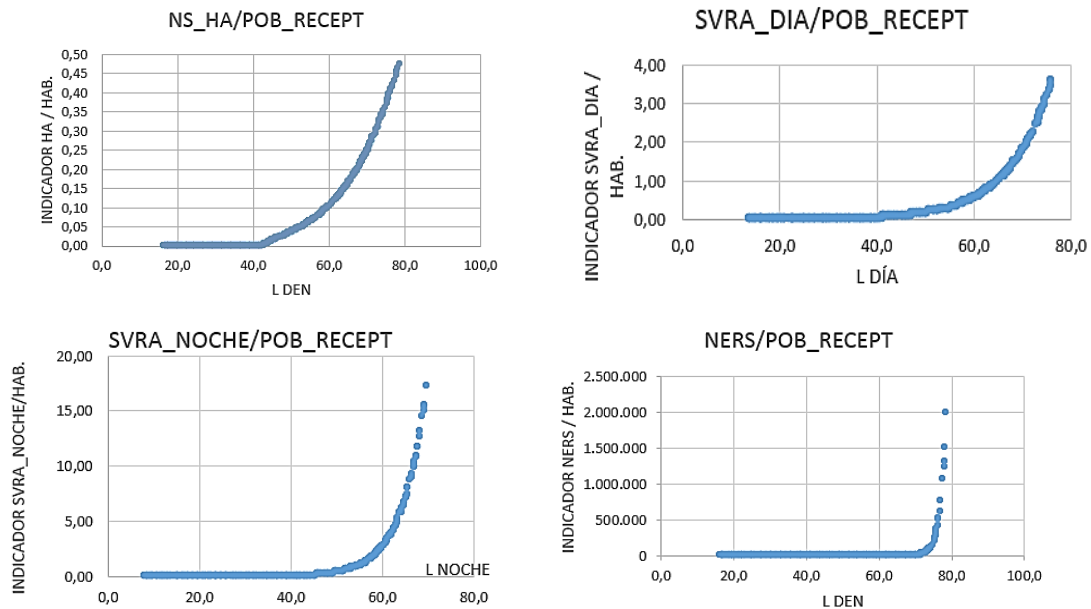 NS_HA/POB_RECEPT
INDICADOR HA / HAB.
0,50
0,45
0,40
0,35
0,30
0,25
0,20
0,15
0,10
0,05
0,00
0,0 20,0 40,0 60,0 80,0 100,0
L DEN
SVRA_DIA/POB_RECEPT
INDICADOR SVRA_DIA /
HAB.
4,00
3,00
2,00
1,00
0,00
0,0 20,0 40,0 60,0 80,0
L DÍA
SVRA_NOCHE/POB_RECEPT
INDICADOR SVRA_NOCHE/HAB.
20,00
15,00
10,00
5,00
0,00
L NOCHE
0,0 20,0 40,0 60,0 80,0
NERS/POB_RECEPT
INDICADOR NERS / HAB.
2.500.000
2.000.000
1.500.000
1.000.000
500.000
0
0,0 20,0 40,0 60,0 80,0 100,0
L DEN